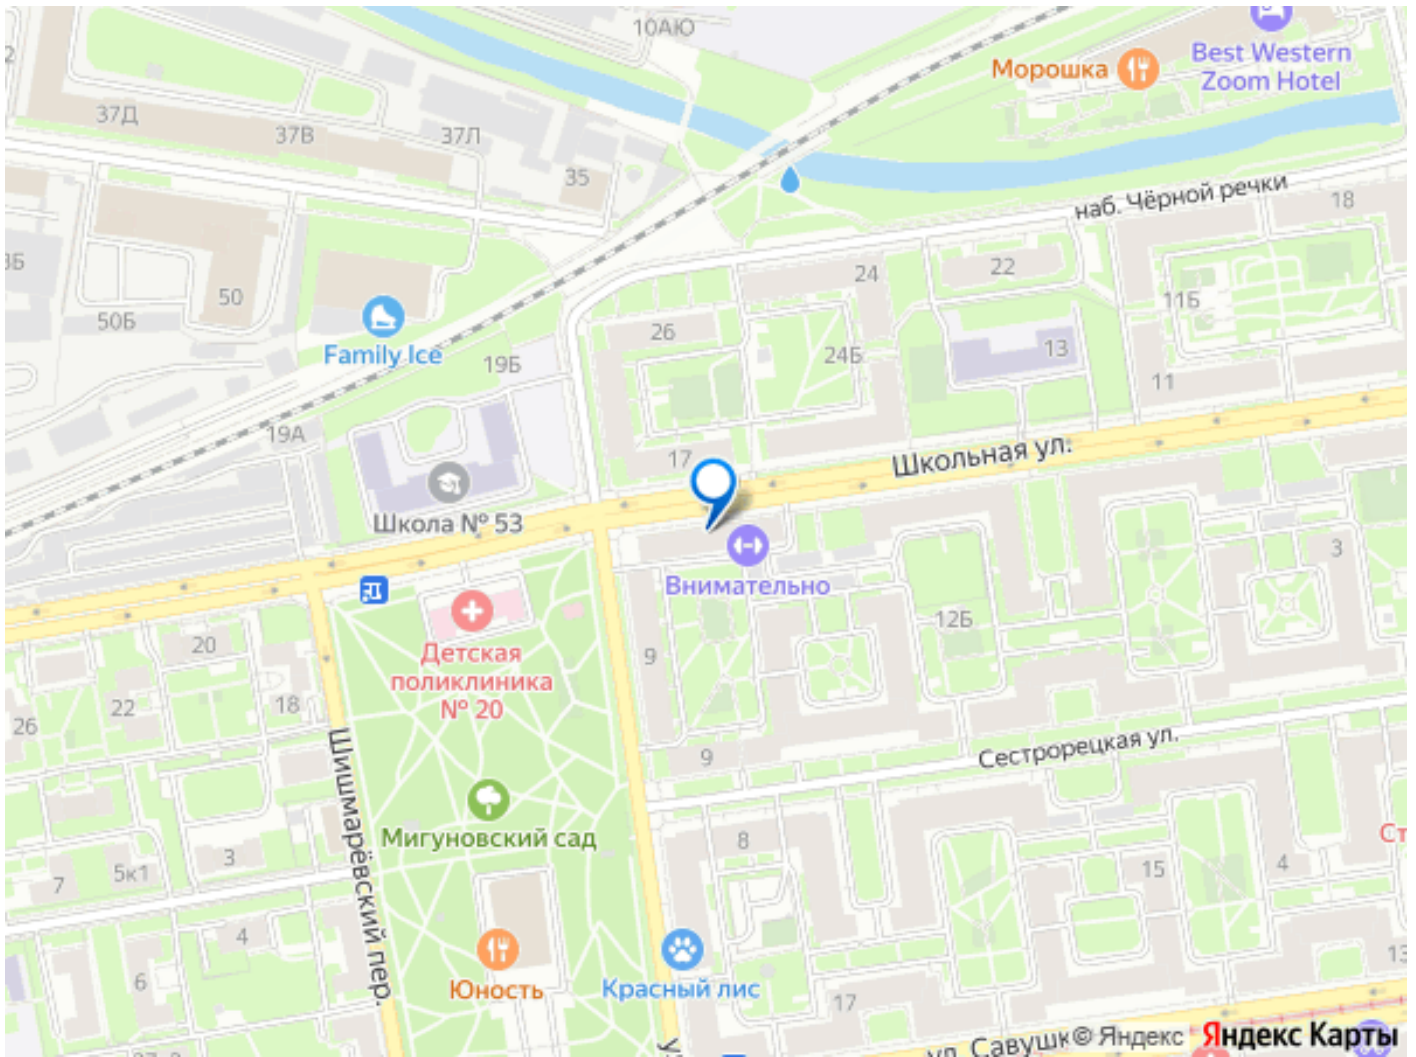 10АЮ
Морошка
Best Western
Zoom Hotel
37Д
37В
37Л
35
наб. Чёрной речки
18
24
22
11Б
50
50Б
Family Ice
26
24Б
13
19Б
11
19А
17
Школьная ул.
Школа № 53
Внимательно
3
12Б
20
Детская
поликлиника
№ 20
9
18
22
26
Шишмарёвский пер.
9
Сестрорецкая ул.
Мигуновский сад
8
3
5к1
7
15
4
4
6
Юность
Красный лис
17
13
ул. Савушк
© Яндекс
Яндекс Карты